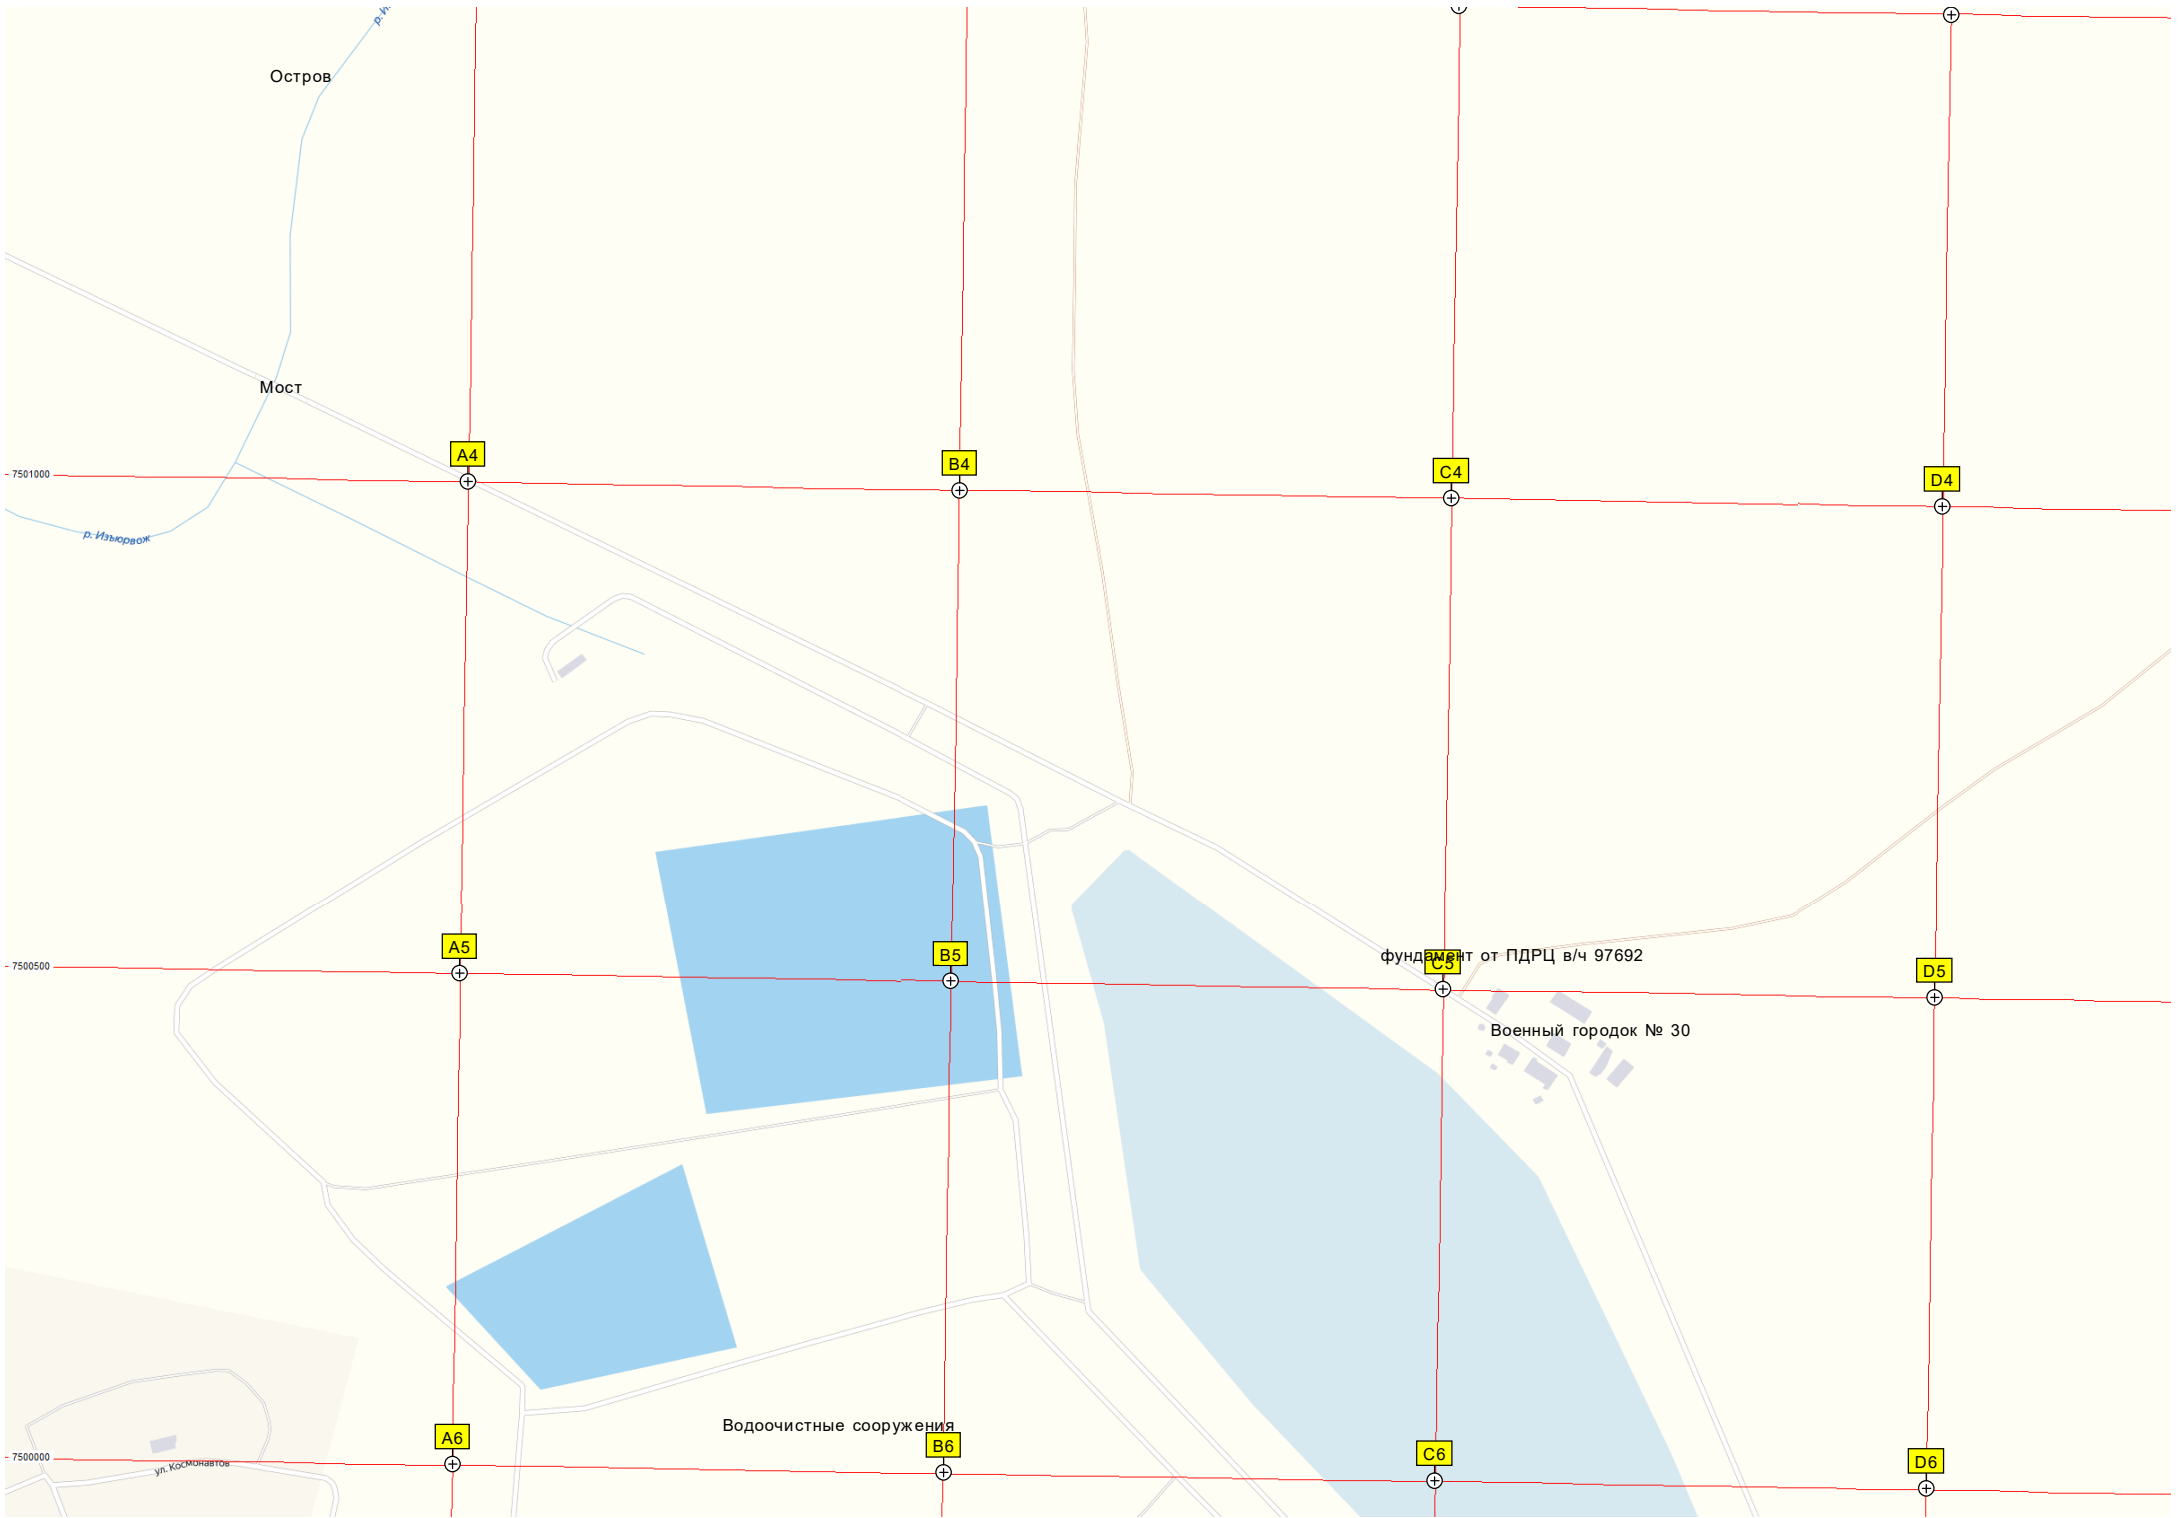 р. И
Остров
Мост
A4
B4
C4
D4
7501000
р. Изъюрвож
A5
B5
фундамент от ПДРЦ в/ч 97692
C5
D5
7500500
Военный городок № 30
Водоочистные сооружения
A6
B6
C6
D6
7500000
ул. Космонавтов